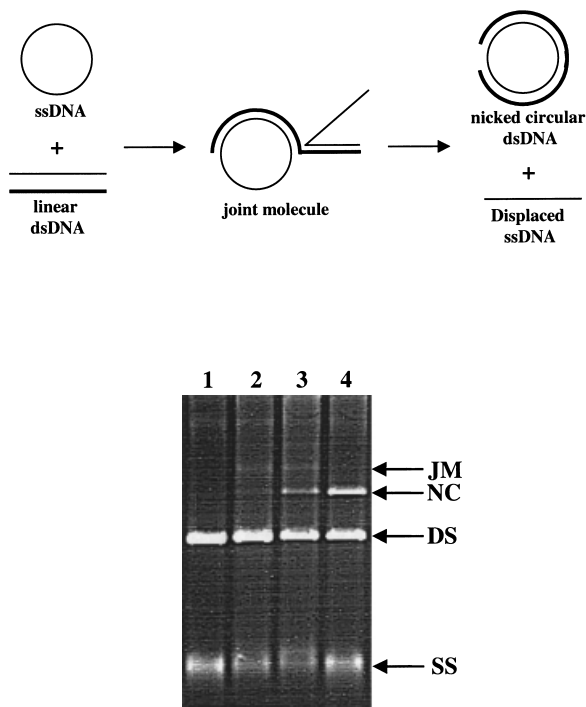 ssDNA
+
linear
dsDNA
joint molecule
nicked circular
dsDNA
+
Displaced
ssDNA
1 2 3 4
JM
NC
DS
SS